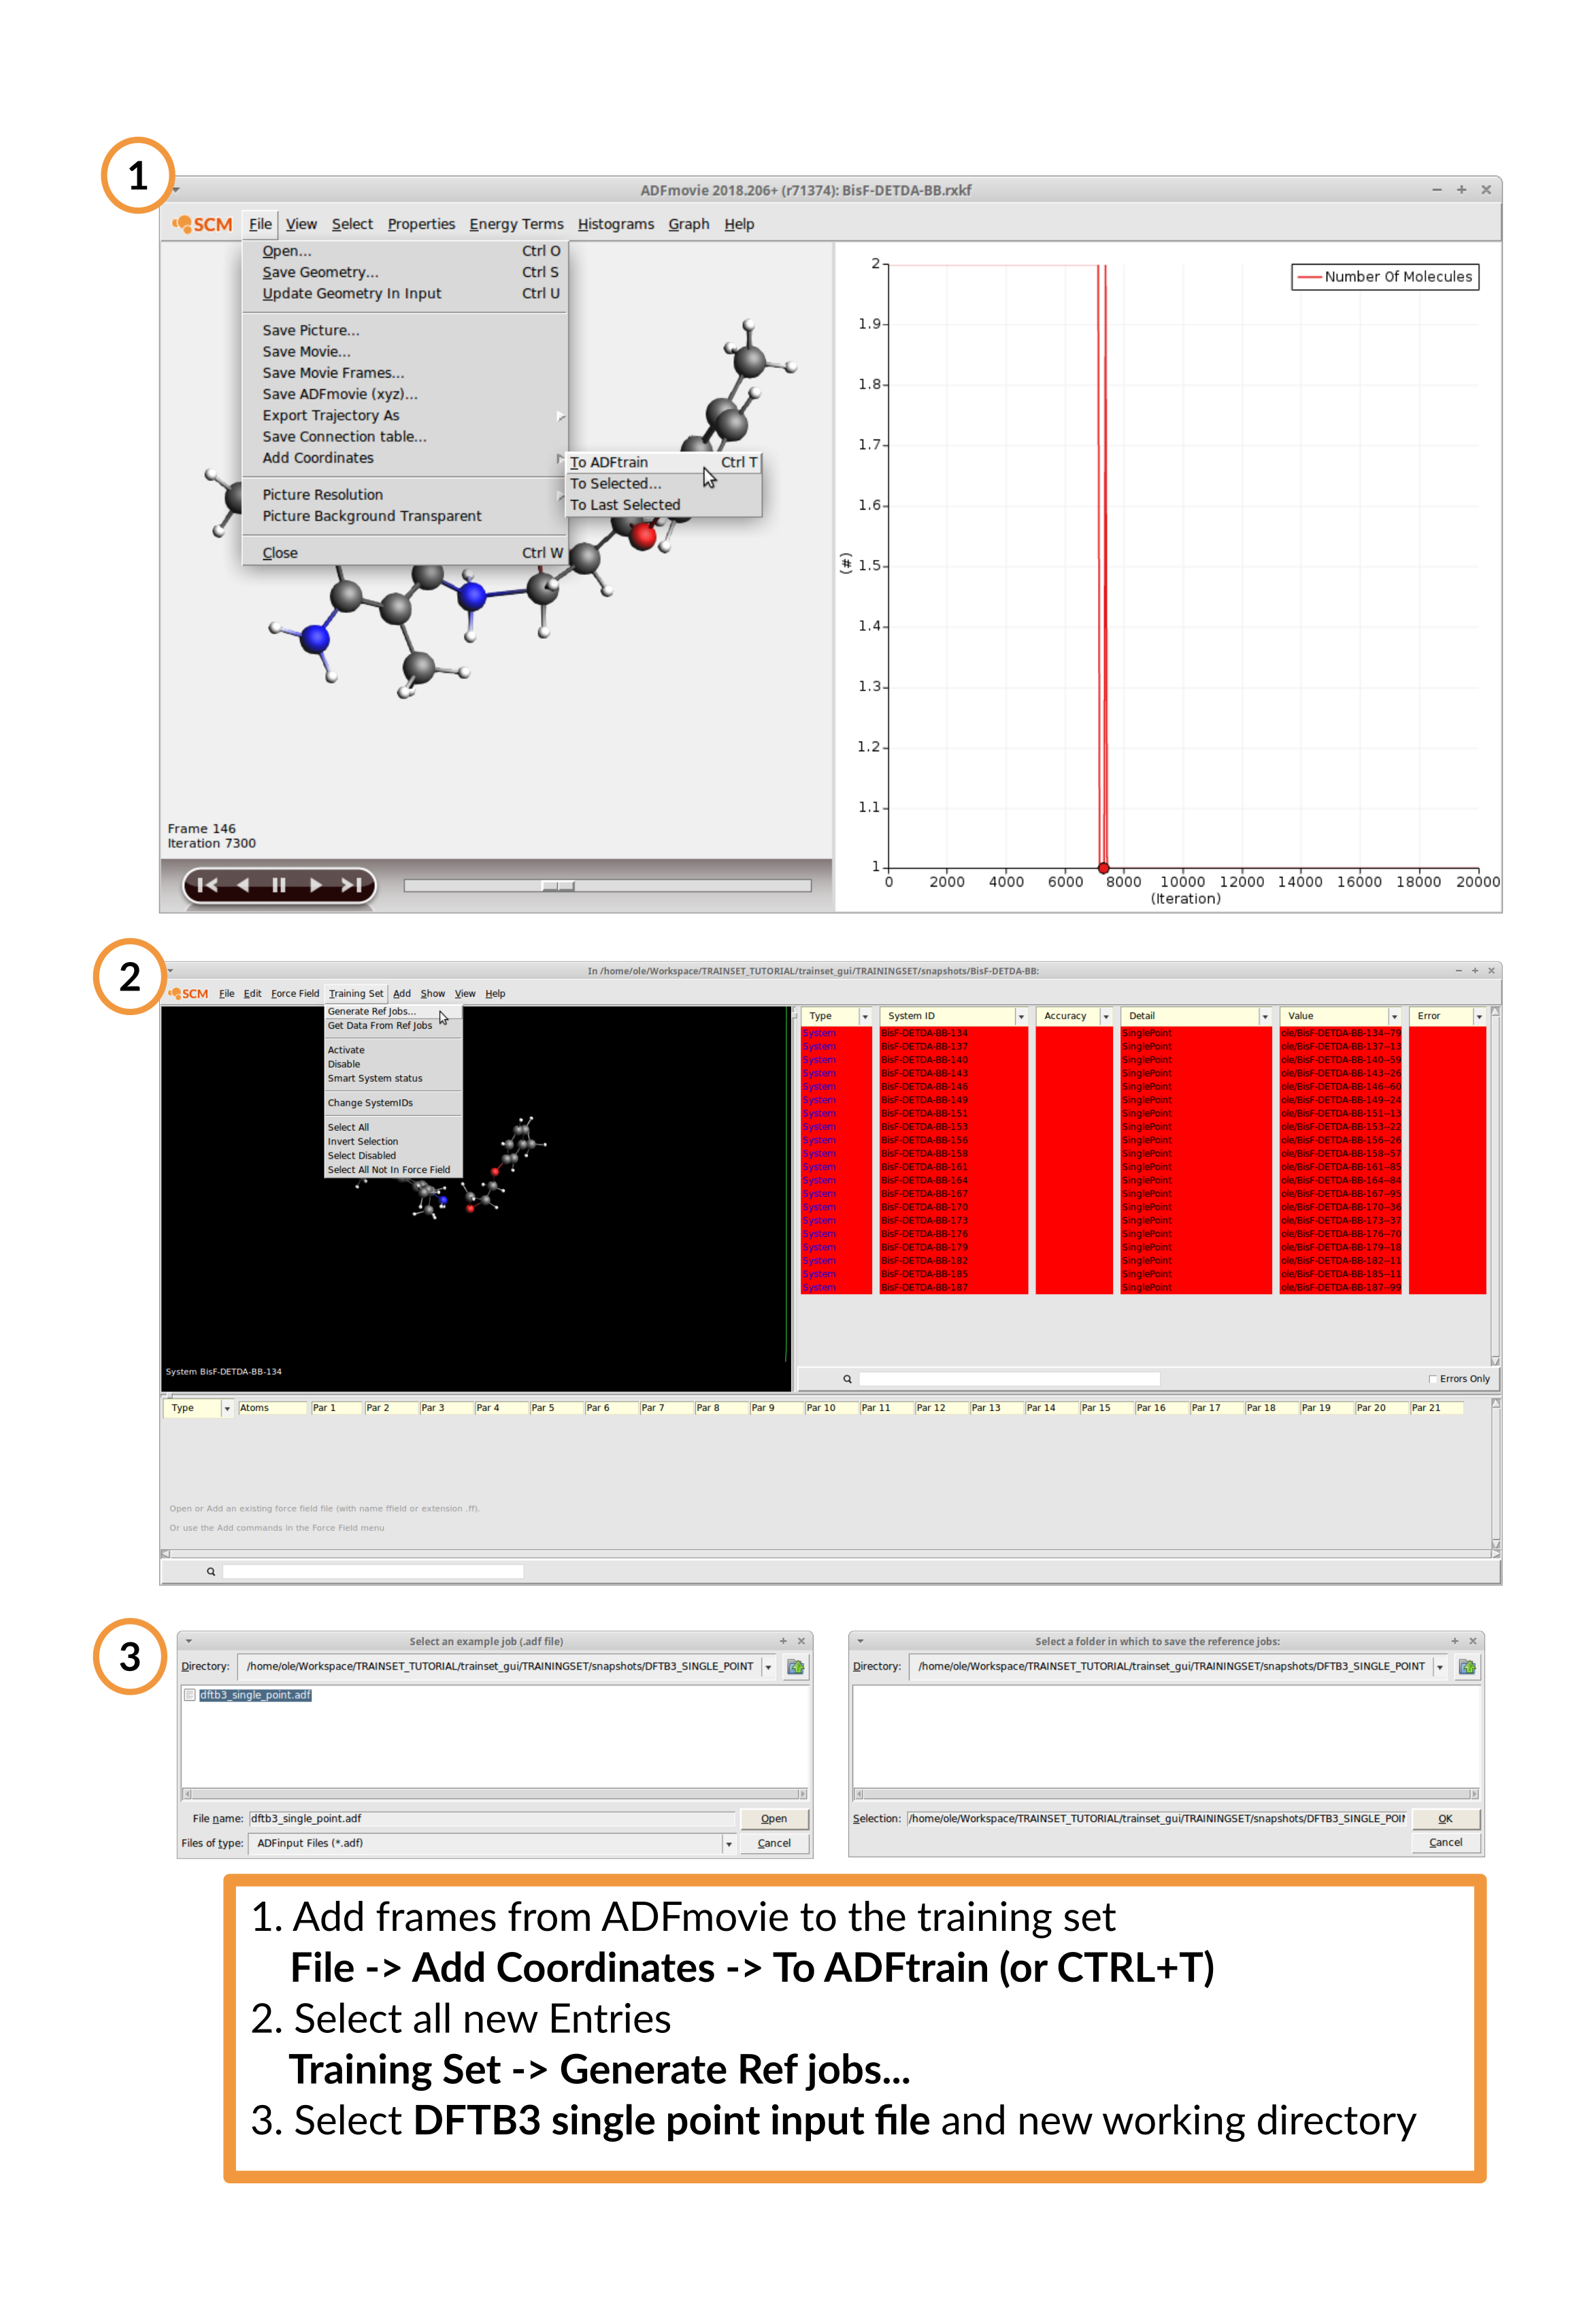 1
ADFmovie 2018.206+ (r71374): BisF-DETDA-BB.rxkf
SCM File View Select Properties Energy Terms Histograms Graph Help
Open... Ctrl O
Save Geometry... Ctrl S
Update Geometry In Input Ctrl U
Save Picture...
Save Movie...
Save Movie Frames...
Save ADFmovie (xyz)...
Export Trajectory As
Save Connection table...
Add Coordinates
To ADFtrain Ctrl T
To Selected...
To Last Selected
Picture Resolution
Picture Background Transparent
Close Ctrl W
Frame 146
Iteration 7300
Number Of Molecules
2
1.9
1.8
1.7
1.6
(#)
1.5
1.4
1.3
1.2
1.1
1
0 2000 4000 6000 8000 10000 12000 14000 16000 18000 20000
(Iteration)
2
In /home/ole/Workspace/TRAINSET_TUTORIAL/trainset_gui/TRAININGSET/snapshots/BisF-DETDA-BB:
SCM File Edit Force Field Training Set Add Show View Help
Generate Ref Jobs...
Get Data From Ref Jobs
Activate
Disable
Smart System status
Change SystemIDs
Select All
Invert Selection
Select Disabled
Select All Not In Force Field
System BisF-DETDA-BB-134
Type System ID Accuracy Detail Value Error
System BisF-DETDA-BB-134 SinglePoint ole/BisF-DETDA-BB-134--79
System BisF-DETDA-BB-137 SinglePoint ole/BisF-DETDA-BB-137--13
System BisF-DETDA-BB-140 SinglePoint ole/BisF-DETDA-BB-140--59
System BisF-DETDA-BB-143 SinglePoint ole/BisF-DETDA-BB-143--26
System BisF-DETDA-BB-146 SinglePoint ole/BisF-DETDA-BB-146--60
System BisF-DETDA-BB-149 SinglePoint ole/BisF-DETDA-BB-149--24
System BisF-DETDA-BB-151 SinglePoint ole/BisF-DETDA-BB-151--13
System BisF-DETDA-BB-153 SinglePoint ole/BisF-DETDA-BB-153--22
System BisF-DETDA-BB-156 SinglePoint ole/BisF-DETDA-BB-156--26
System BisF-DETDA-BB-158 SinglePoint ole/BisF-DETDA-BB-158--57
System BisF-DETDA-BB-161 SinglePoint ole/BisF-DETDA-BB-161--85
System BisF-DETDA-BB-164 SinglePoint ole/BisF-DETDA-BB-164--84
System BisF-DETDA-BB-167 SinglePoint ole/BisF-DETDA-BB-167--95
System BisF-DETDA-BB-170 SinglePoint ole/BisF-DETDA-BB-170--36
System BisF-DETDA-BB-173 SinglePoint ole/BisF-DETDA-BB-173--37
System BisF-DETDA-BB-176 SinglePoint ole/BisF-DETDA-BB-176--70
System BisF-DETDA-BB-179 SinglePoint ole/BisF-DETDA-BB-179--18
System BisF-DETDA-BB-182 SinglePoint ole/BisF-DETDA-BB-182--11
System BisF-DETDA-BB-185 SinglePoint ole/BisF-DETDA-BB-185--11
System BisF-DETDA-BB-187 SinglePoint ole/BisF-DETDA-BB-187--99
Errors Only
Type Atoms Par 1 Par 2 Par 3 Par 4 Par 5 Par 6 Par 7 Par 8 Par 9 Par 10 Par 11 Par 12 Par 13 Par 14 Par 15 Par 16 Par 17 Par 18 Par 19 Par 20 Par 21
Open or Add an existing force field file (with name ffield or extension .ff).
Or use the Add commands in the Force Field menu
3
Select an example job (.adf file)
Directory: /home/ole/Workspace/TRAINSET_TUTORIAL/trainset_gui/TRAININGSET/snapshots/DFTB3_SINGLE_POINT
dftb3_single_point.adf
File name: dftb3_single_point.adf Open
Files of type: ADFinput Files (*.adf) Cancel
Select a folder in which to save the reference jobs:
Directory: /home/ole/Workspace/TRAINSET_TUTORIAL/trainset_gui/TRAININGSET/snapshots/DFTB3_SINGLE_POINT
Selection: /home/ole/Workspace/TRAINSET_TUTORIAL/trainset_gui/TRAININGSET/snapshots/DFTB3_SINGLE_POI OK
Cancel
1. Add frames from ADFmovie to the training set
File -> Add Coordinates -> To ADFtrain (or CTRL+T)
2. Select all new Entries
Training Set -> Generate Ref jobs...
3. Select DFTB3 single point input file and new working directory